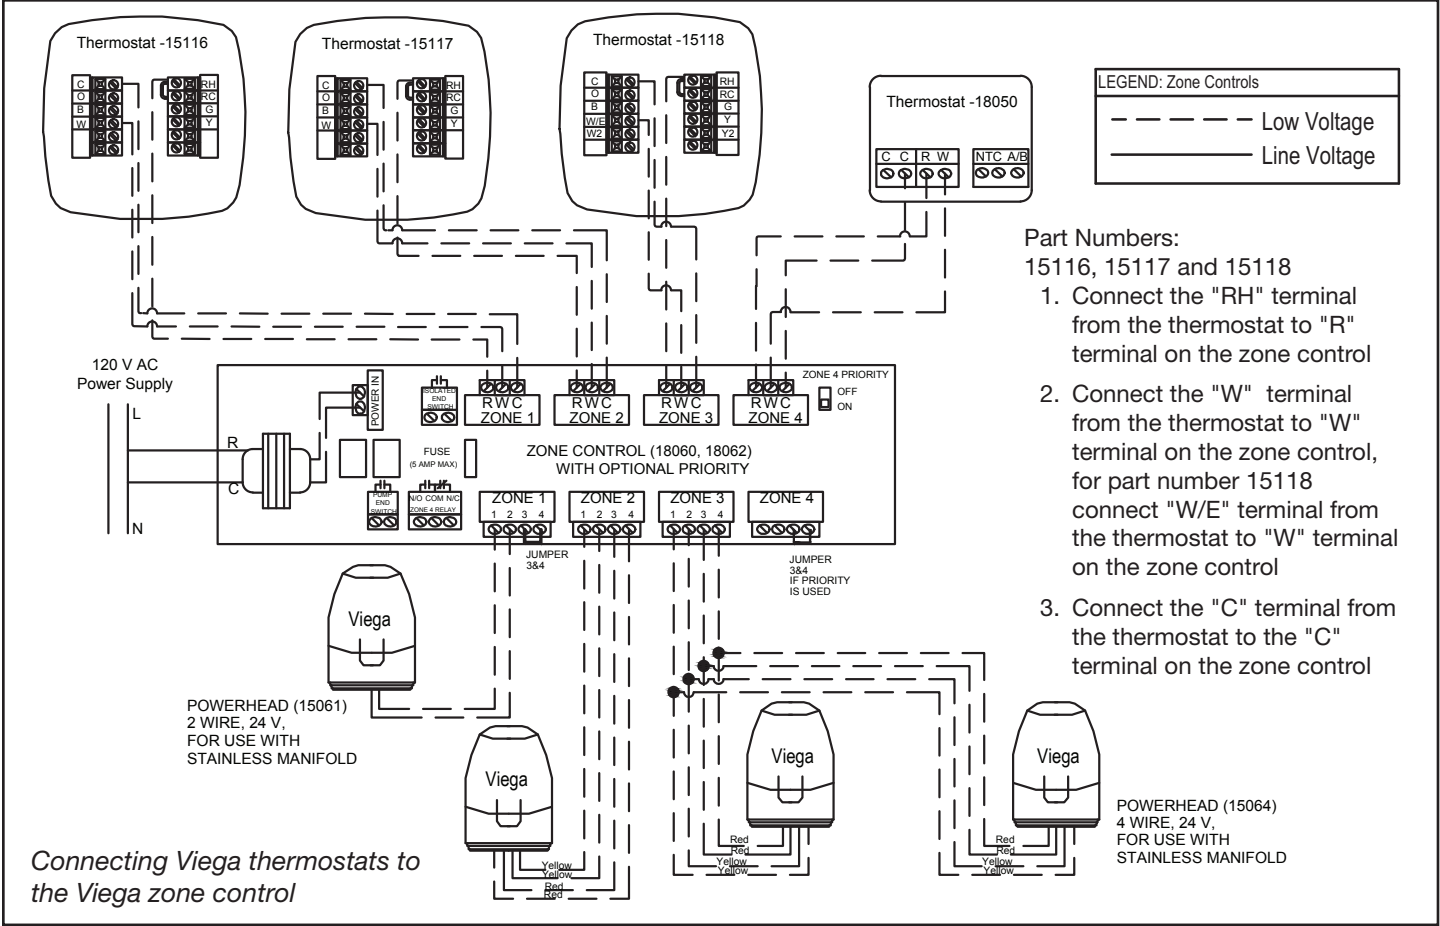 Thermostat -15116
C
O
B
W
RH
RC
G
Y
Thermostat -15117
C
O
B
W
RH
RC
G
Y
Thermostat -15118
C
O
B
W/E
W2
RH
RC
G
Y
Y2
Thermostat -18050
C C R W
NTC A/B
LEGEND: Zone Controls
Low Voltage
Line Voltage
Part Numbers:
15116, 15117 and 15118
1. Connect the "RH" terminal
from the thermostat to "R"
terminal on the zone control
2. Connect the "W" terminal
from the thermostat to "W"
terminal on the zone control,
for part number 15118
connect "W/E" terminal from
the thermostat to "W" terminal
on the zone control
3. Connect the "C" terminal from
the thermostat to the "C"
terminal on the zone control
120 V AC
Power Supply
L
R
C
N
POWER IN
ISOLATED
END
SWITCH
R W C
ZONE 1
R W C
ZONE 2
R W C
ZONE 3
R W C
ZONE 4
ZONE 4 PRIORITY
OFF
ON
FUSE
(5 AMP MAX)
ZONE CONTROL (18060, 18062)
WITH OPTIONAL PRIORITY
PUMP
END
SWITCH
N/O COM N/C
ZONE 4 RELAY
ZONE 1
1 2 3 4
ZONE 2
1 2 3 4
ZONE 3
1 2 3 4
ZONE 4
JUMPER
3&4
JUMPER
3&4
IF PRIORITY
IS USED
Viega
POWERHEAD (15061)
2 WIRE, 24 V,
FOR USE WITH
STAINLESS MANIFOLD
Viega
Yellow
Yellow
Red
Red
Viega
Red
Red
Yellow
Yellow
Viega
Red
Red
Yellow
Yellow
POWERHEAD (15064)
4 WIRE, 24 V,
FOR USE WITH
STAINLESS MANIFOLD
Connecting Viega thermostats to
the Viega zone control